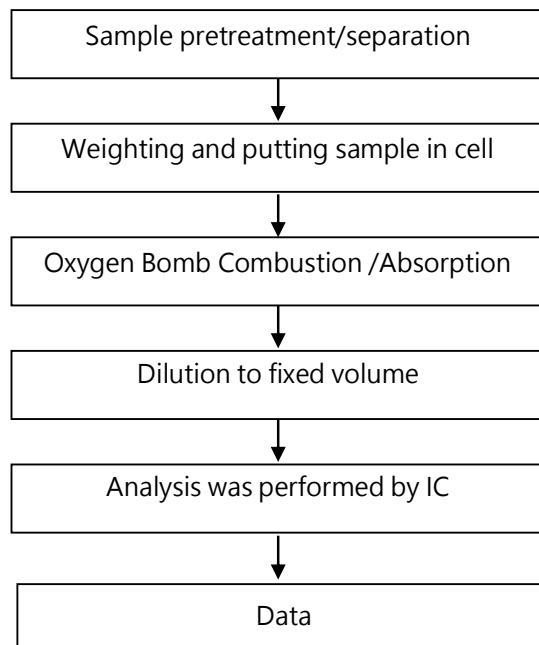 Sample pretreatment/separation
Weighting and putting sample in cell
Oxygen Bomb Combustion /Absorption
Dilution to fixed volume
Analysis was performed by IC
Data